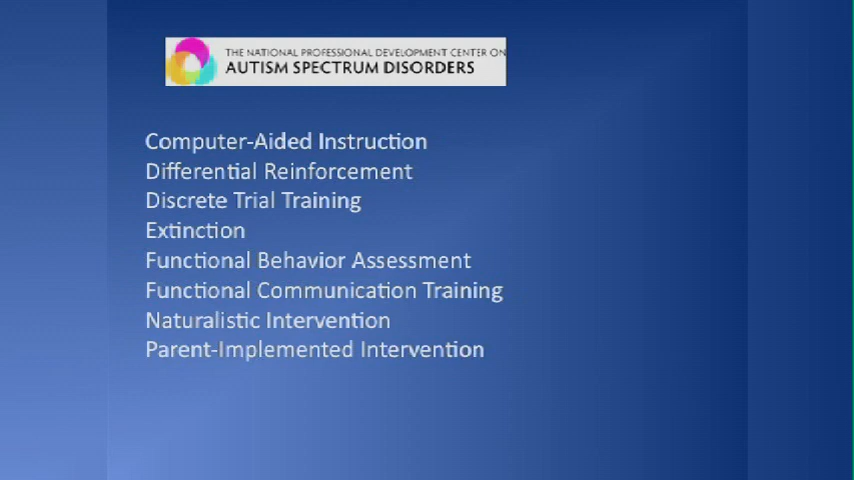 THE NATIONAL PROFESSIONAL DEVELOPMENT CENTER ON
AUTISM SPECTRUM DISORDERS
Computer-Aided Instruction
Differential Reinforcement
Discrete Trial Training
Extinction
Functional Behavior Assessment
Functional Communication Training
Naturalistic Intervention
Parent-Implemented Intervention